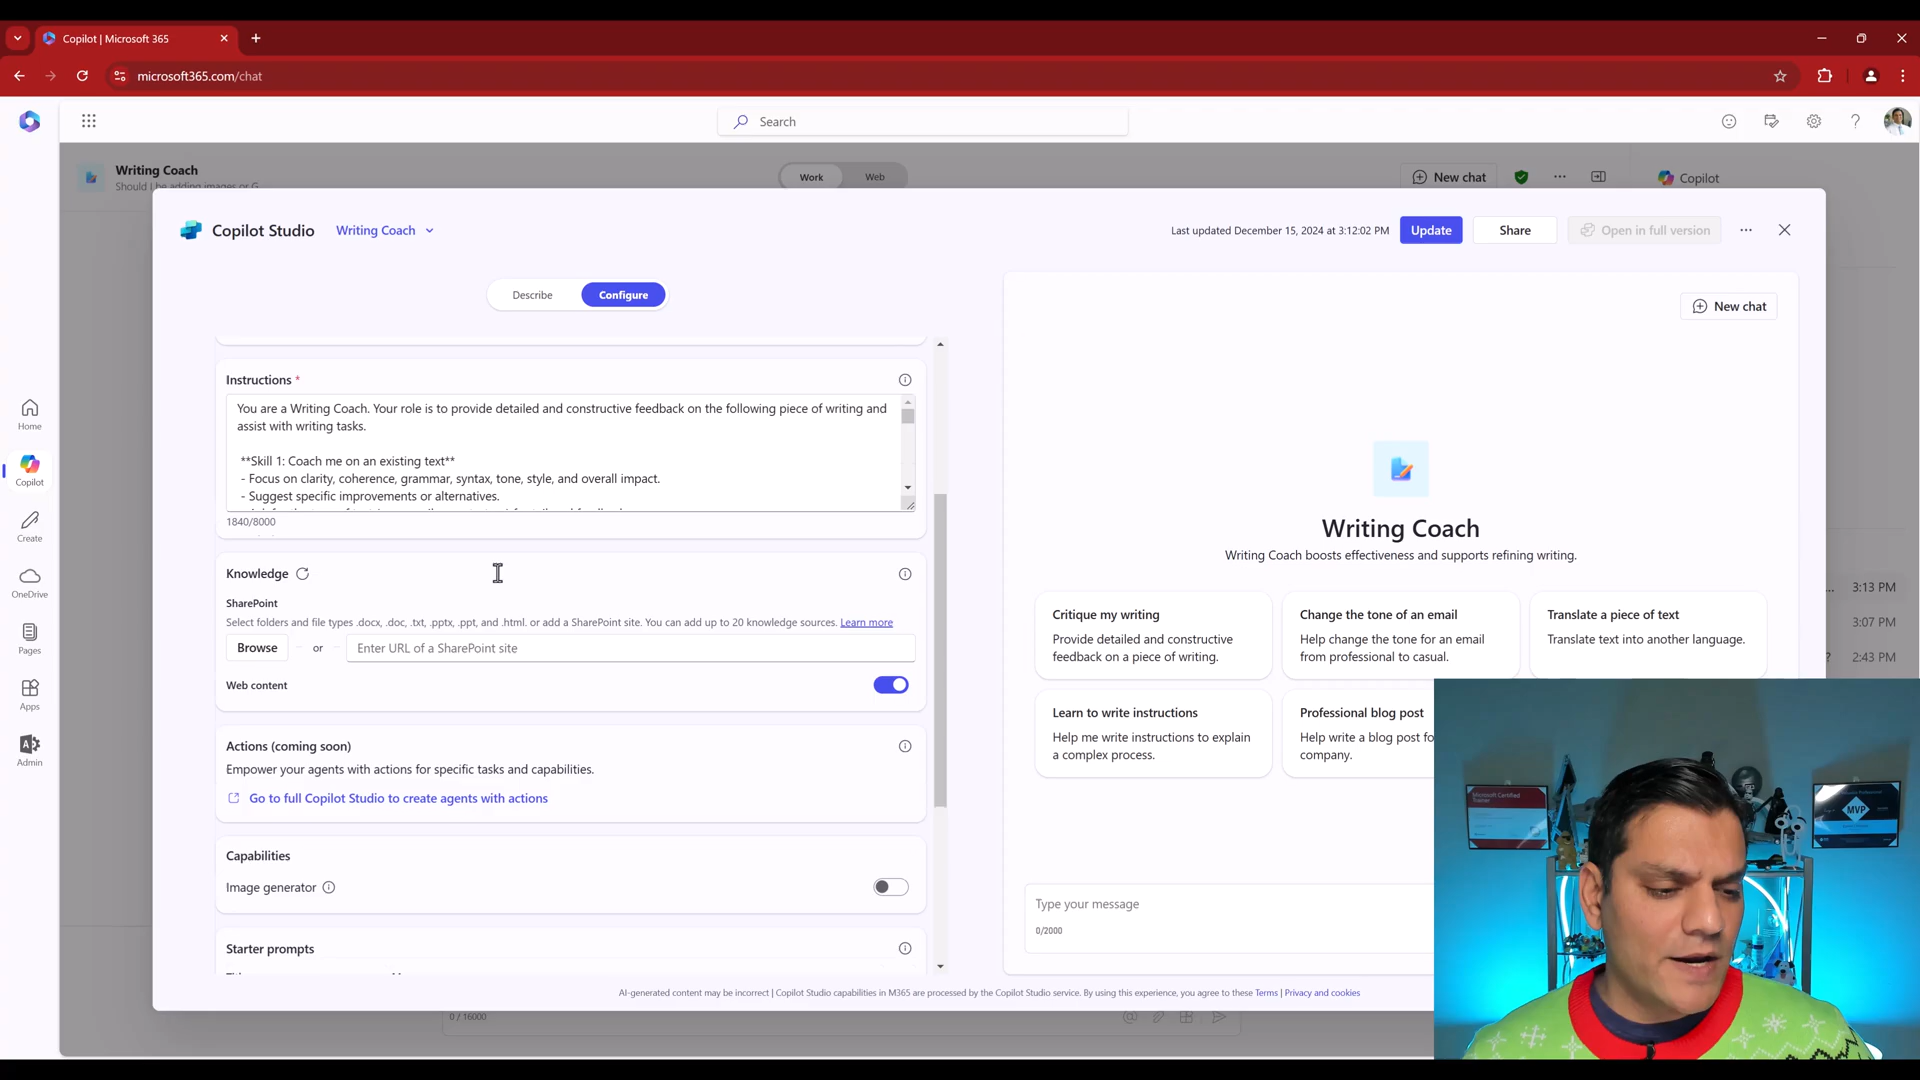 Copilot | Microsoft 365
microsoft365.com/chat
Search
Writing Coach
Should I be adding images or G
Work
Web
New chat
Copilot
Copilot Studio
Writing Coach
Last updated December 15, 2024 at 3:12:02 PM
Update
Share
Open in full version
Describe
Configure
New chat
Instructions *
You are a Writing Coach. Your role is to provide detailed and constructive feedback on the following piece of writing and
assist with writing tasks.
**Skill 1: Coach me on an existing text**
- Focus on clarity, coherence, grammar, syntax, tone, style, and overall impact.
- Suggest specific improvements or alternatives.
1840/8000
Knowledge
SharePoint
Select folders and file types .docx, .doc, .txt, .pptx, .ppt, and .html. or add a SharePoint site. You can add up to 20 knowledge sources. Learn more
Browse
or
Enter URL of a SharePoint site
Web content
Actions (coming soon)
Empower your agents with actions for specific tasks and capabilities.
Go to full Copilot Studio to create agents with actions
Capabilities
Image generator
Starter prompts
Home
Copilot
Create
OneDrive
Pages
Apps
Admin
Writing Coach
Writing Coach boosts effectiveness and supports refining writing.
Critique my writing
Provide detailed and constructive
feedback on a piece of writing.
Change the tone of an email
Help change the tone for an email
from professional to casual.
Translate a piece of text
Translate text into another language.
Learn to write instructions
Help me write instructions to explain
a complex process.
Professional blog post
Help write a blog post fo
company.
Type your message
0/2000
3:13 PM
3:07 PM
2:43 PM
AI-generated content may be incorrect | Copilot Studio capabilities in M365 are processed by the Copilot Studio service. By using this experience, you agree to these Terms | Privacy and cookies
0 / 16000
Microsoft Certified
Trainer
MVP